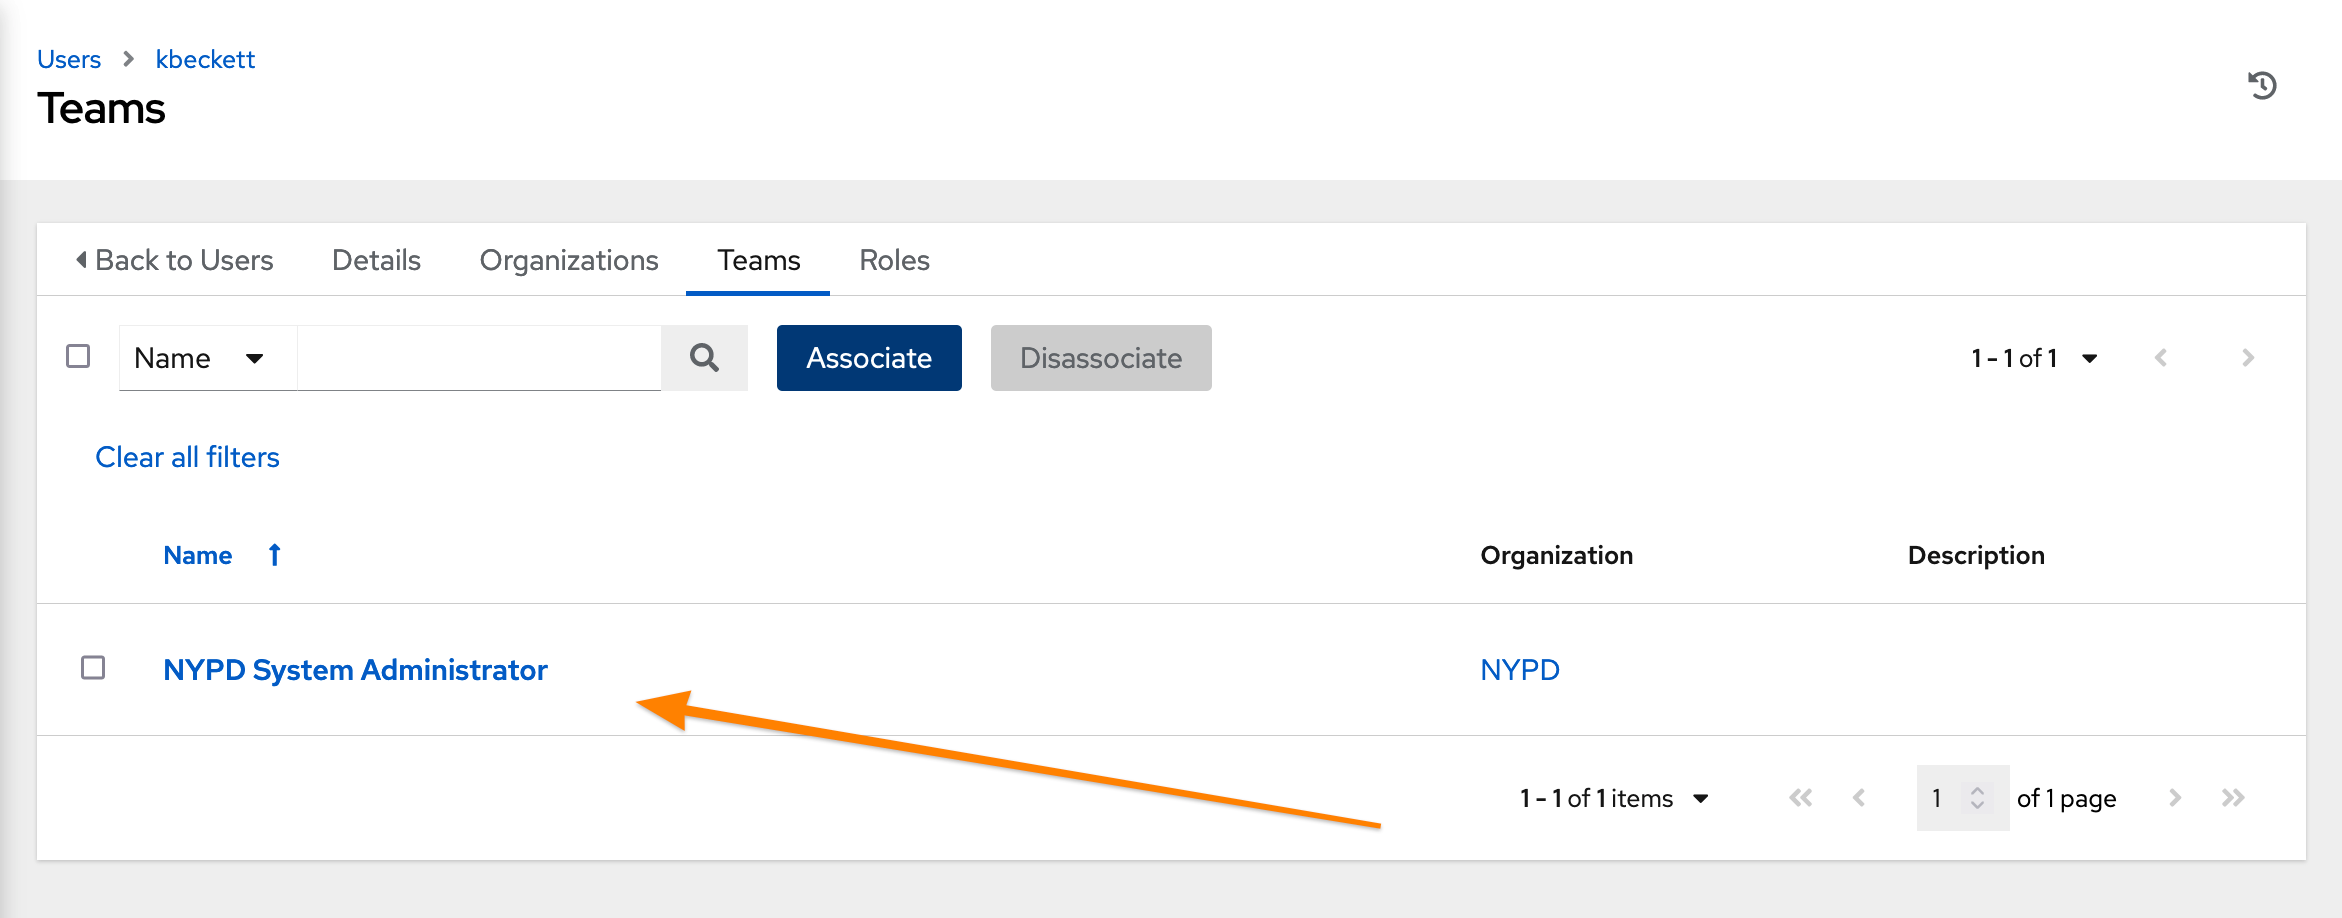 Users kbeckett
Teams
Back to Users Details Organizations Teams Roles
Name Associate Disassociate 1 - 1 of 1
Clear all filters
Name Organization Description
NYPD System Administrator NYPD
1 - 1 of 1 items 1 of 1 page